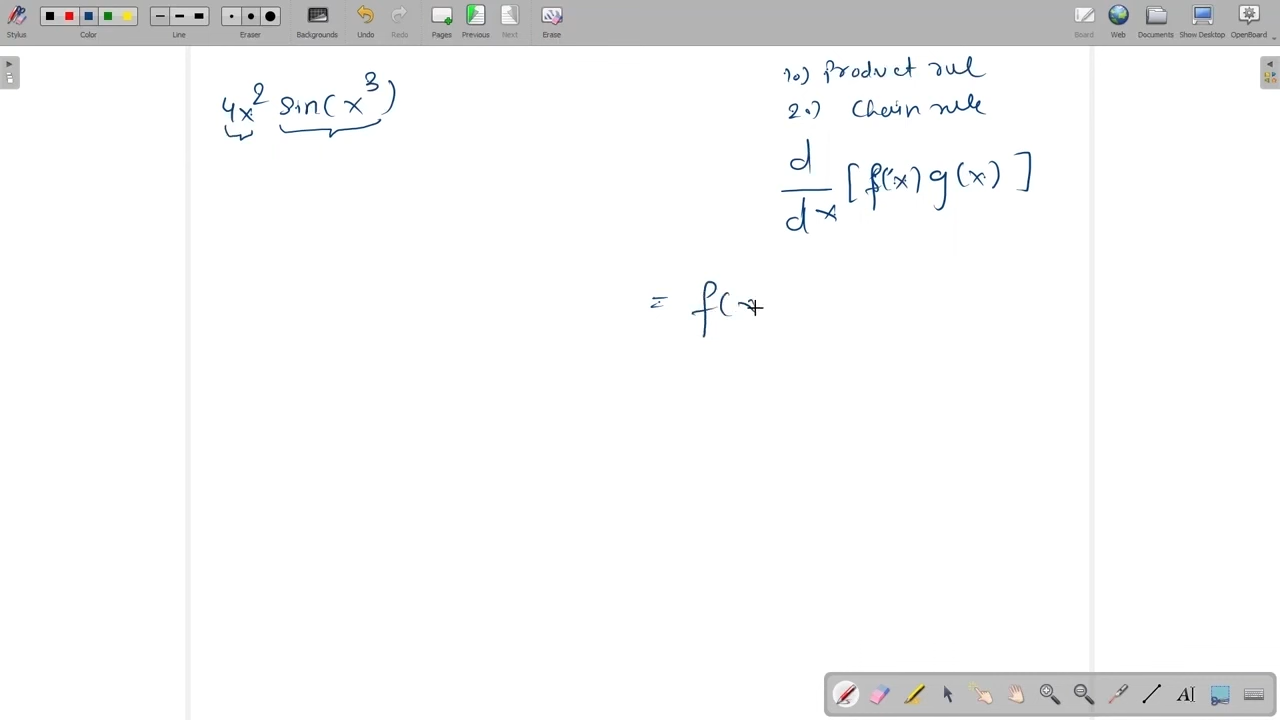 Stylus Color Line Eraser Backgrounds Undo Redo Pages Previous Next Erase Board Web Documents Show Desktop OpenBoard
4x² sin(x³)
1.) Product rul
2.) Chain rule
d/dx [f(x) g(x)]
= f(x